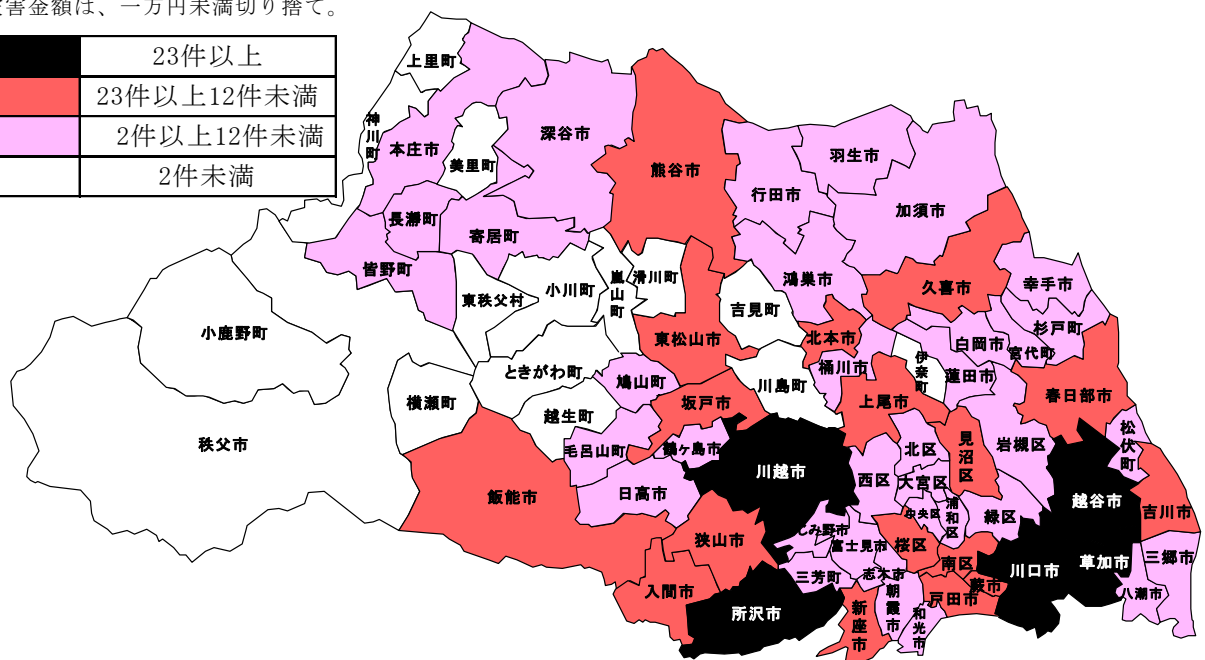 害金額は、一万円未満切り捨て。
23件以上
23件以上12件未満
2件以上12件未満
2件未満
上里町
神川町
本庄市
美里町
深谷市
熊谷市
羽生市
行田市
加須市
長瀞町
寄居町
皆野町
東秩父村
小川町
嵐山町
滑川町
吉見町
鴻巣市
久喜市
幸手市
小鹿野町
東松山市
北本市
白岡市
杉戸町
宮代町
ときがわ町
鳩山町
川島町
桶川市
伊奈町
蓮田市
横瀬町
越生町
坂戸市
上尾市
春日部市
秩父市
毛呂山町
鶴ヶ島市
川越市
北区
見沼区
岩槻区
松伏町
飯能市
日高市
西区
大宮区
越谷市
中央区
浦和区
緑区
吉川市
狭山市
じみ野市
富士見市
桜区
南区
川口市
草加市
三郷市
入間市
三芳町
志木市
朝霞市
戸田市
蕨市
八潮市
所沢市
新座市
和光市